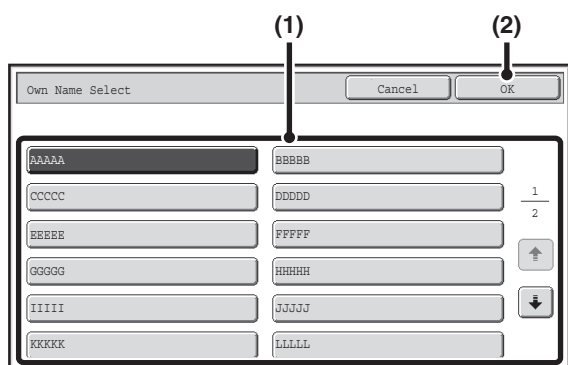 (1) (2)
Own Name Select Cancel OK
AAAAA BBBBB
CCCCC DDDDD
1
2
EEEEE FFFFF
GGGGG HHHHH
IIIII JJJJJ
KKKKK LLLLL